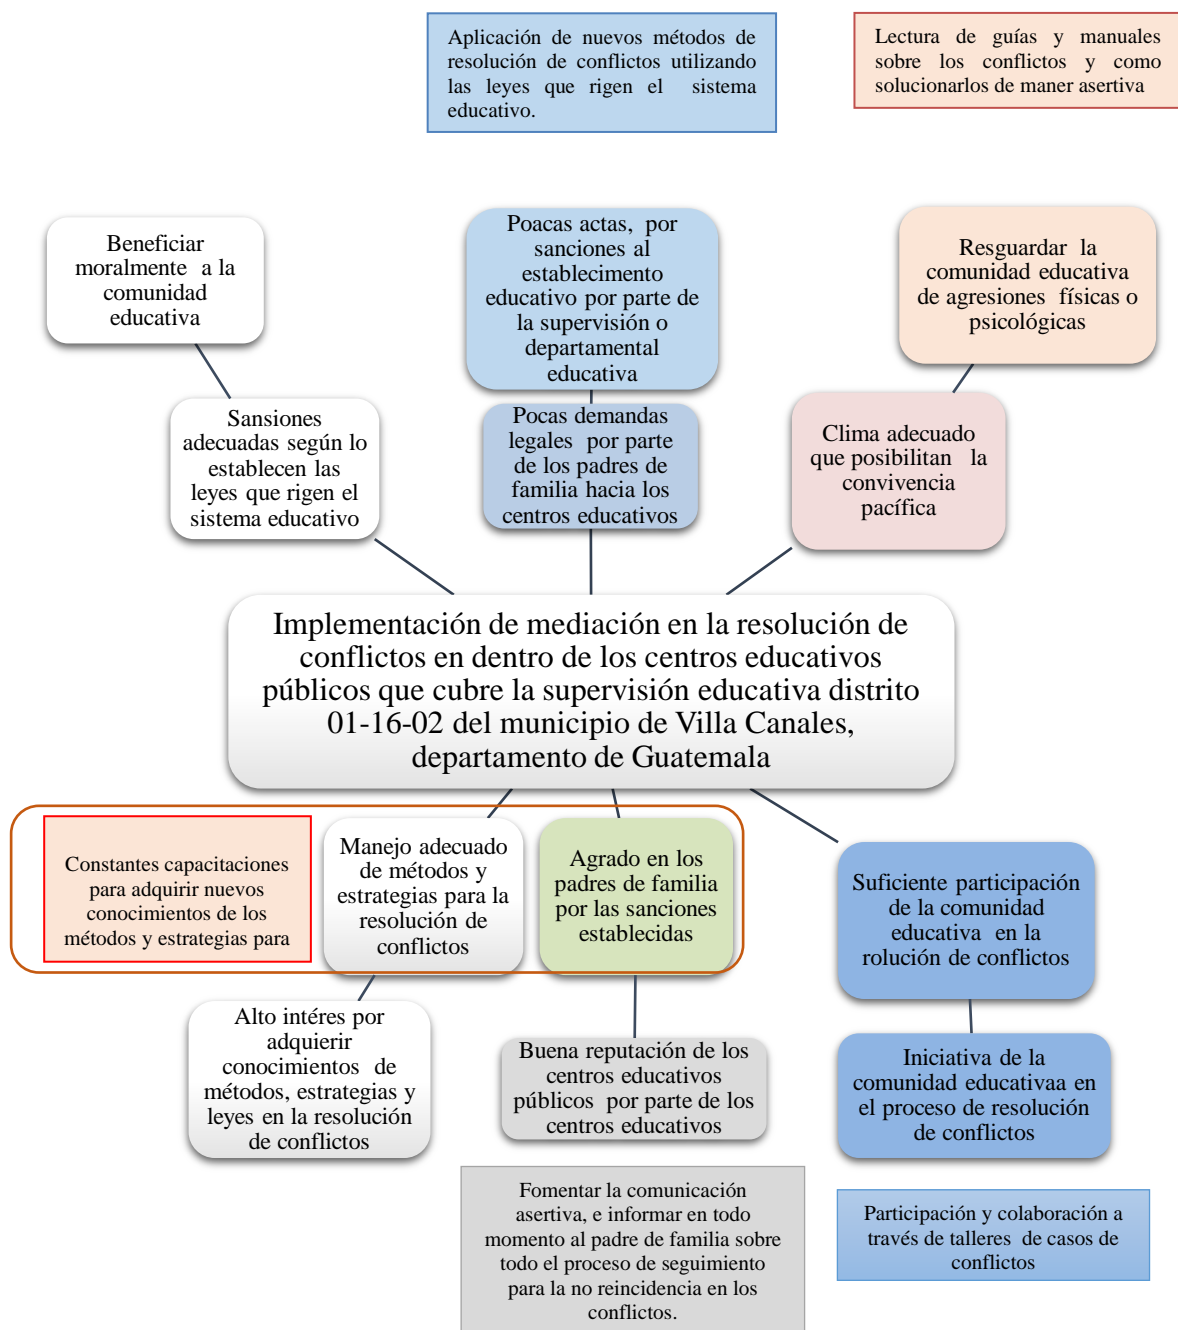 Aplicación de nuevos métodos de
resolución de conflictos utilizando
las leyes que rigen el sistema
educativo.
Lectura de guías y manuales
sobre los conflictos y como
solucionarlos de maner asertiva
Beneficiar
moralmente a la
comunidad
educativa
Poacas actas, por
sanciones al
establecimento
educativo por parte de
la supervisión o
departamental
educativa
Resguardar la
comunidad educativa
de agresiones físicas o
psicológicas
Sansiones
adecuadas según lo
establecen las
leyes que rigen el
sistema educativo
Pocas demandas
legales por parte
de los padres de
familia hacia los
centros educativos
Clima adecuado
que posibilitan la
convivencia
pacífica
Implementación de mediación en la resolución de
conflictos en dentro de los centros educativos
públicos que cubre la supervisión educativa distrito
01-16-02 del municipio de Villa Canales,
departamento de Guatemala
Constantes capacitaciones
para adquirir nuevos
conocimientos de los
métodos y estrategias para
Manejo adecuado
de métodos y
estrategias para la
resolución de
conflictos
Agrado en los
padres de familia
por las sanciones
establecidas
Suficiente participación
de la comunidad
educativa en la
rolución de conflictos
Alto intéres por
adquierir
conocimientos de
métodos, estrategias y
leyes en la resolución
de conflictos
Buena reputación de los
centros educativos
públicos por parte de los
centros educativos
Iniciativa de la
comunidad educativaa en
el proceso de resolución
de conflictos
Fomentar la comunicación
asertiva, e informar en todo
momento al padre de familia sobre
todo el proceso de seguimiento
para la no reincidencia en los
conflictos.
Participación y colaboración a
través de talleres de casos de
conflictos